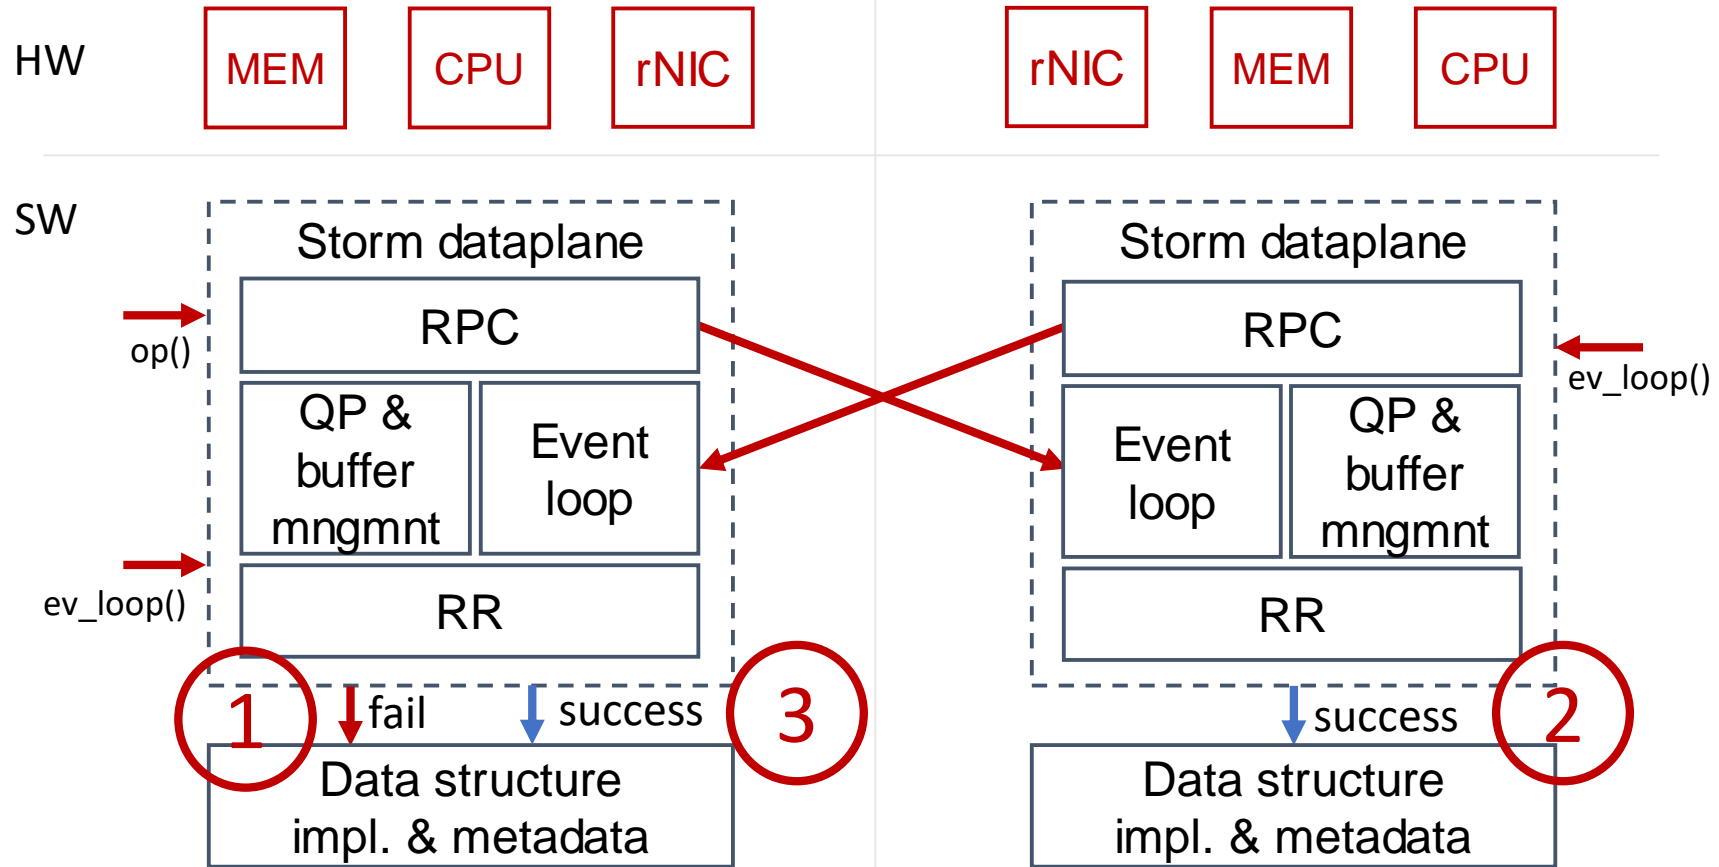 HW
MEM
CPU
rNIC
rNIC
MEM
CPU
SW
Storm dataplane
RPC
op()
QP &
buffer
mngmnt
Event
loop
ev_loop()
RR
1
fail
success
3
Data structure
impl. & metadata
Storm dataplane
RPC
ev_loop()
Event
loop
QP &
buffer
mngmnt
RR
success
2
Data structure
impl. & metadata